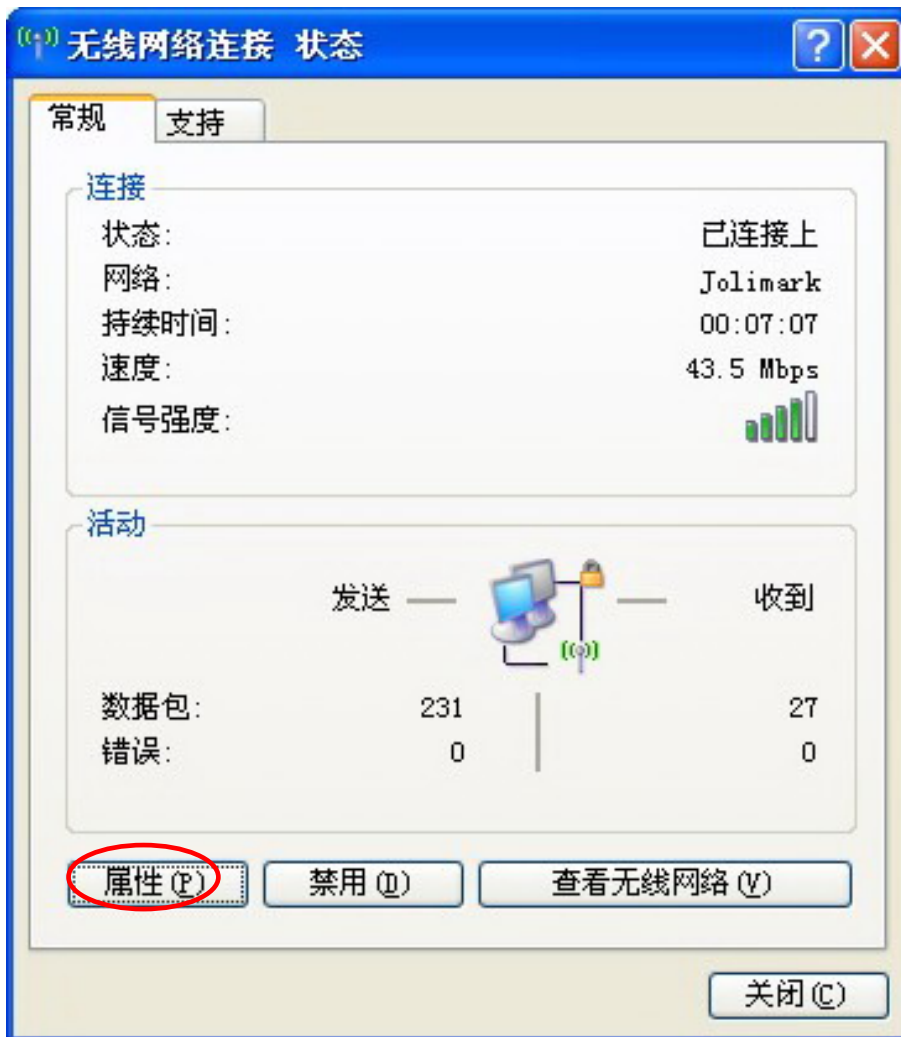 无线网络连接 状态
常规 支持
连接
状态: 已连接上
网络: Jolimark
持续时间: 00:07:07
速度: 43.5 Mbps
信号强度:
活动
发送 收到
数据包: 231 27
错误: 0 0
属性(P) 禁用(D) 查看无线网络(V)
关闭(C)